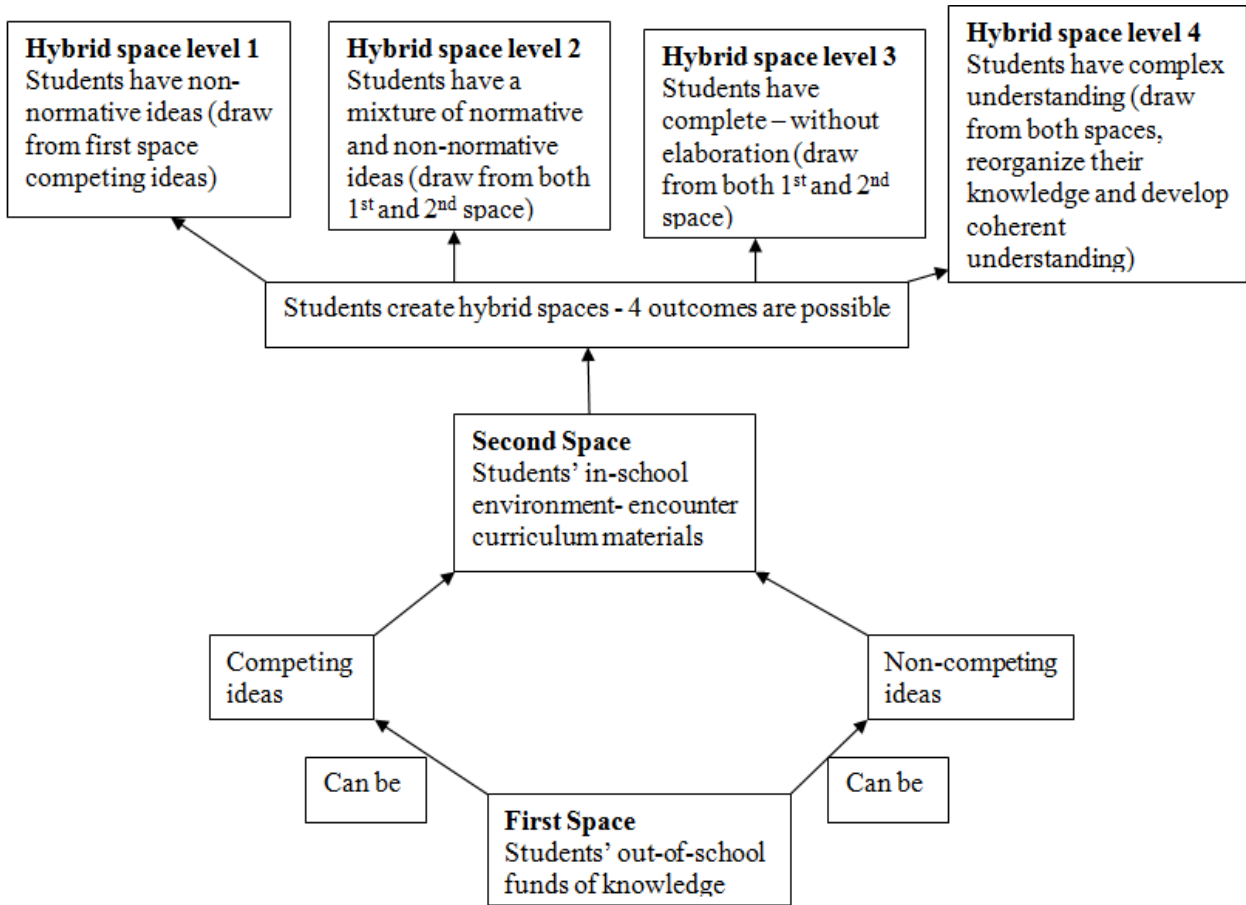 Hybrid space level 1
Students have non-
normative ideas (draw
from first space
competing ideas)
Hybrid space level 2
Students have a
mixture of normative
and non-normative
ideas (draw from both
1st and 2nd space)
Hybrid space level 3
Students have
complete – without
elaboration (draw
from both 1st and 2nd
space)
Hybrid space level 4
Students have complex
understanding (draw
from both spaces,
reorganize their
knowledge and develop
coherent
understanding)
Students create hybrid spaces - 4 outcomes are possible
Second Space
Students’ in-school
environment- encounter
curriculum materials
Competing
ideas
Non-competing
ideas
Can be
Can be
First Space
Students’ out-of-school
funds of knowledge